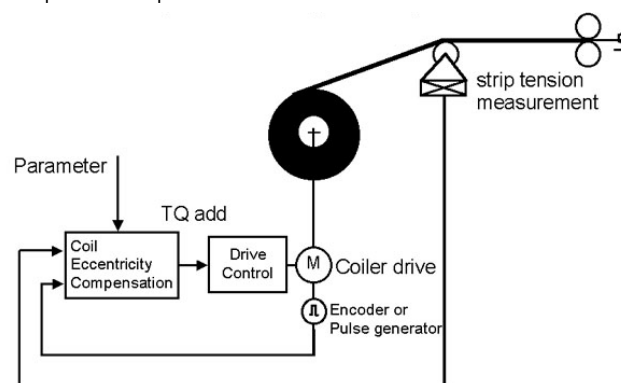 strip tension
measurement
Parameter
TQ add
Coil
Eccentricity
Compensation
Drive
Control
M
Coiler drive
Encoder or
Pulse generator